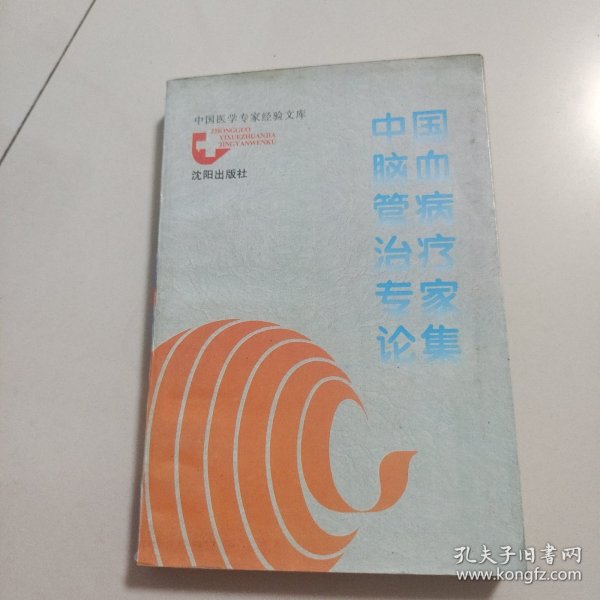 中国医学专家经验文库
ZHONGGUO
YIXUEZHUANJIA
JINGYANWENKU
沈阳出版社
中国
脑血
管病
治疗
专家
论集
孔夫子旧书网
www.kongfz.com